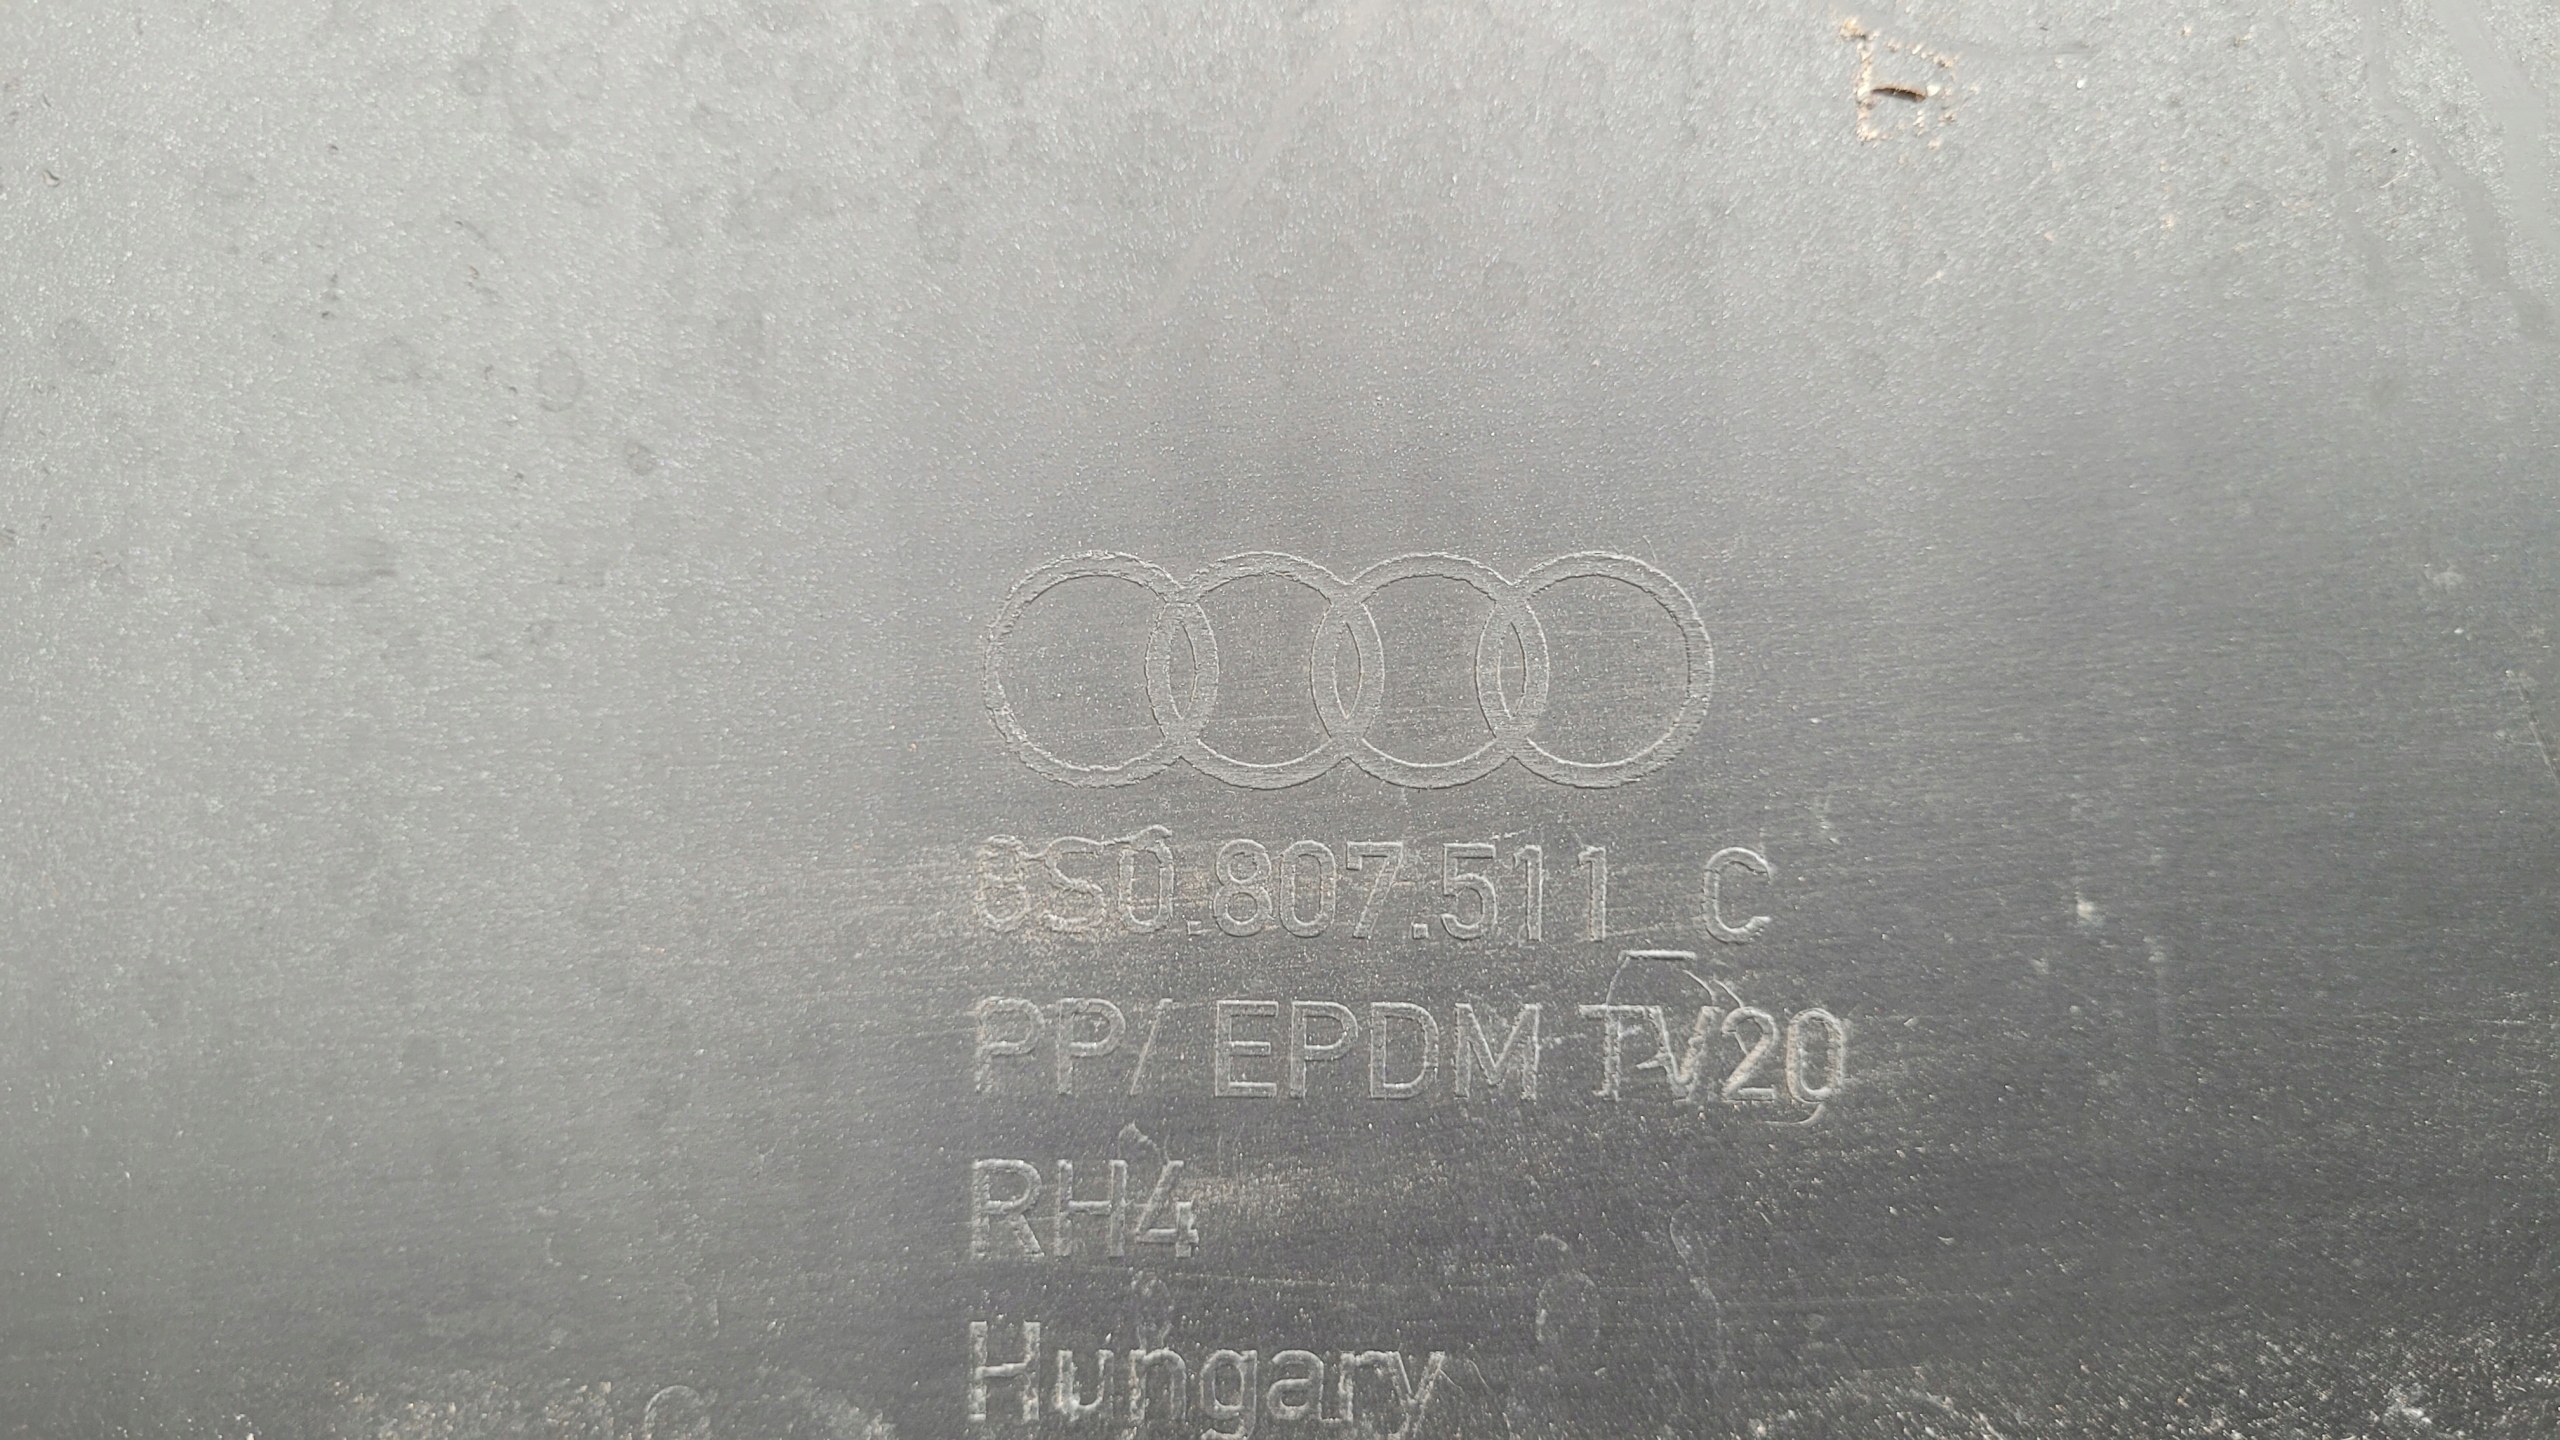 8S0.807.511 C
PP/ EPDM TV20
RH4
Hungary